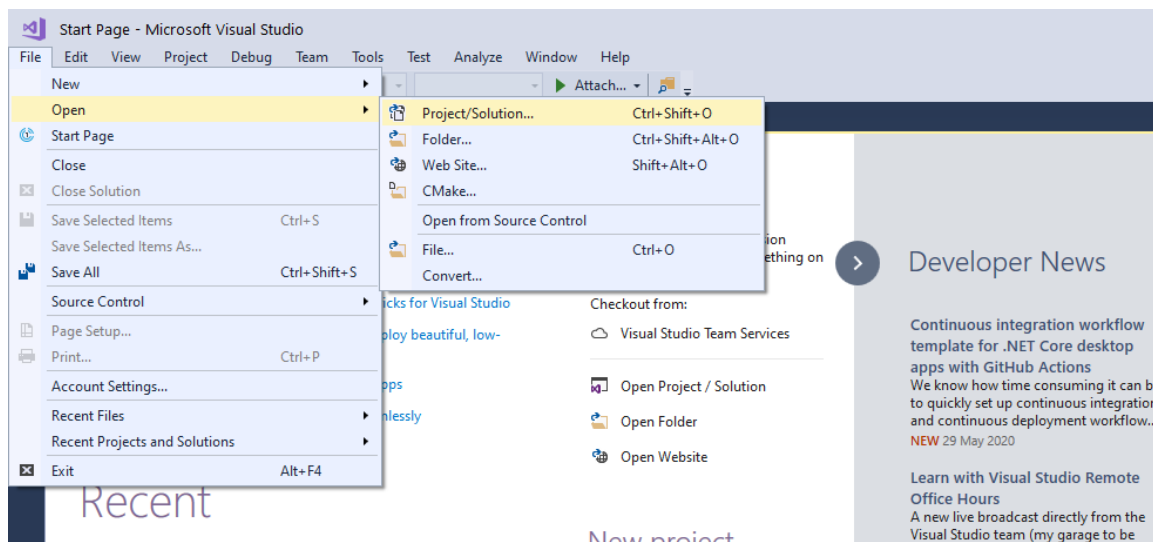 Start Page - Microsoft Visual Studio
File Edit View Project Debug Team Tools Test Analyze Window Help
Attach...
New
Open
Start Page
Close
Close Solution
Save Selected Items Ctrl+S
Save Selected Items As...
Save All Ctrl+Shift+S
Source Control
Page Setup...
Print... Ctrl+P
Account Settings...
Recent Files
Recent Projects and Solutions
Exit Alt+F4
Project/Solution... Ctrl+Shift+O
Folder... Ctrl+Shift+Alt+O
Web Site... Shift+Alt+O
CMake...
Open from Source Control
File... Ctrl+O
Convert...
for Visual Studio
beautiful, low-
Recent
ething on
Checkout from:
Visual Studio Team Services
Open Project / Solution
Open Folder
Open Website
New project
Developer News
Continuous integration workflow
template for .NET Core desktop
apps with GitHub Actions
We know how time consuming it can b
to quickly set up continuous integration
and continuous deployment workflow..
NEW 29 May 2020
Learn with Visual Studio Remote
Office Hours
A new live broadcast directly from the
Visual Studio team (my garage to be